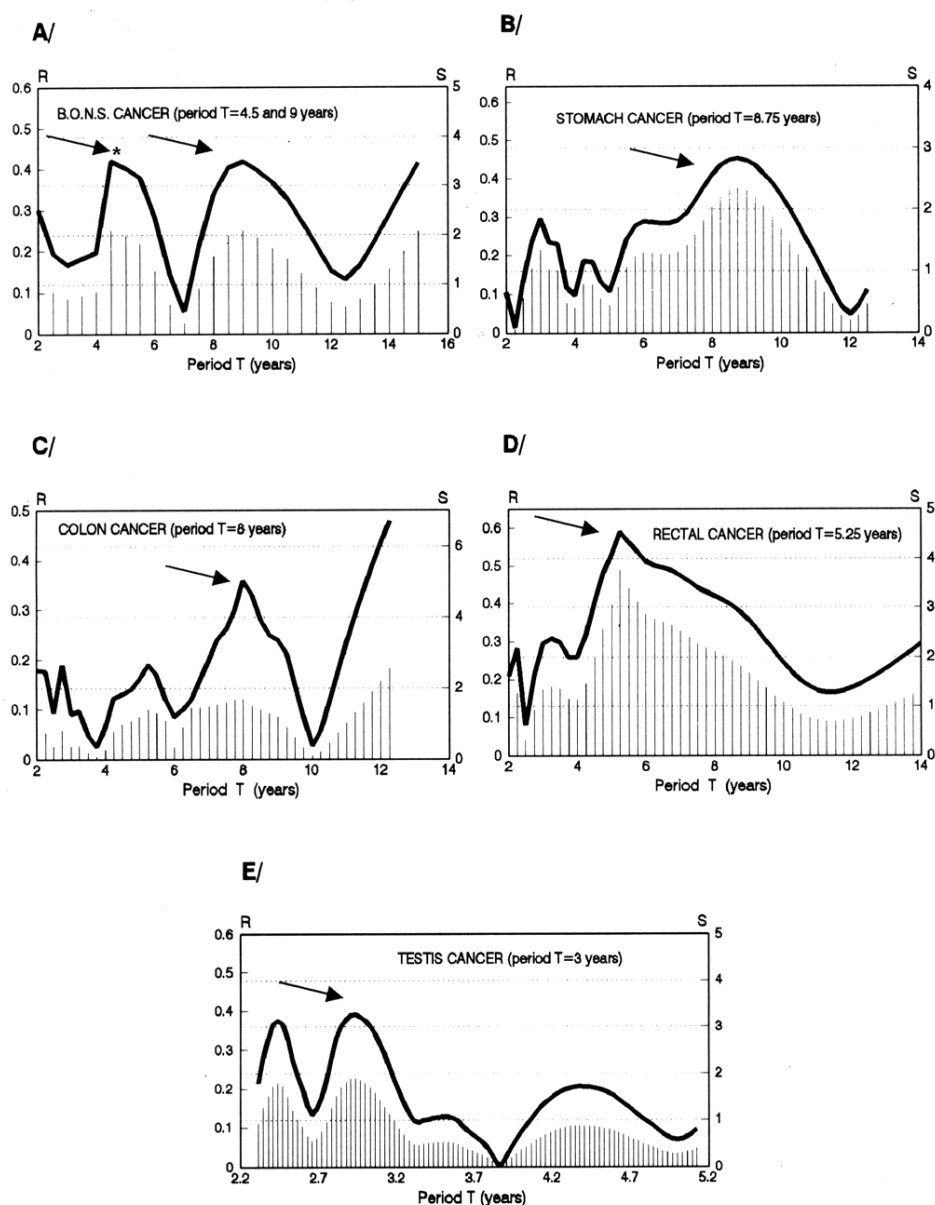 A/
R S
B.O.N.S. CANCER (period T=4.5 and 9 years)
*
0.6 0.5 0.4 0.3 0.2 0.1 0
5 4 3 2 1 0
2 4 6 8 10 12 14 16
Period T (years)
B/
R S
STOMACH CANCER (period T=8.75 years)
0.6 0.5 0.4 0.3 0.2 0.1 0
5 4 3 2 1 0
2 4 6 8 10 12 14
Period T (years)
C/
R S
COLON CANCER (period T=8 years)
0.5 0.4 0.3 0.2 0.1 0
6 4 2 0
2 4 6 8 10 12 14
Period T (years)
D/
R S
RECTAL CANCER (period T=5.25 years)
0.6 0.5 0.4 0.3 0.2 0.1 0
5 4 3 2 1 0
2 4 6 8 10 12 14
Period T (years)
E/
R S
TESTIS CANCER (period T=3 years)
0.6 0.5 0.4 0.3 0.2 0.1 0
5 4 3 2 1 0
2.2 2.7 3.2 3.7 4.2 4.7 5.2
Period T (years)